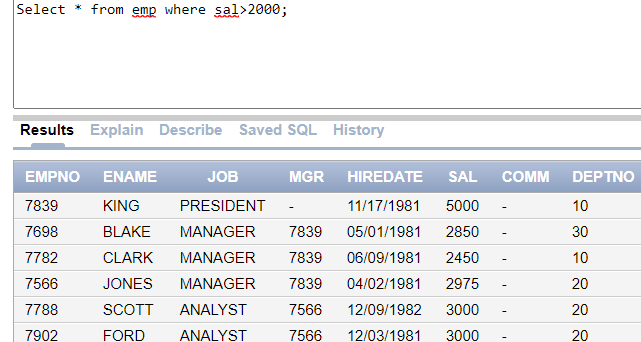 Select * from emp where sal>2000;
Results Explain Describe Saved SQL History
EMPNO ENAME JOB MGR HIREDATE SAL COMM DEPTNO
7839 KING PRESIDENT - 11/17/1981 5000 - 10
7698 BLAKE MANAGER 7839 05/01/1981 2850 - 30
7782 CLARK MANAGER 7839 06/09/1981 2450 - 10
7566 JONES MANAGER 7839 04/02/1981 2975 - 20
7788 SCOTT ANALYST 7566 12/09/1982 3000 - 20
7902 FORD ANALYST 7566 12/03/1981 3000 - 20